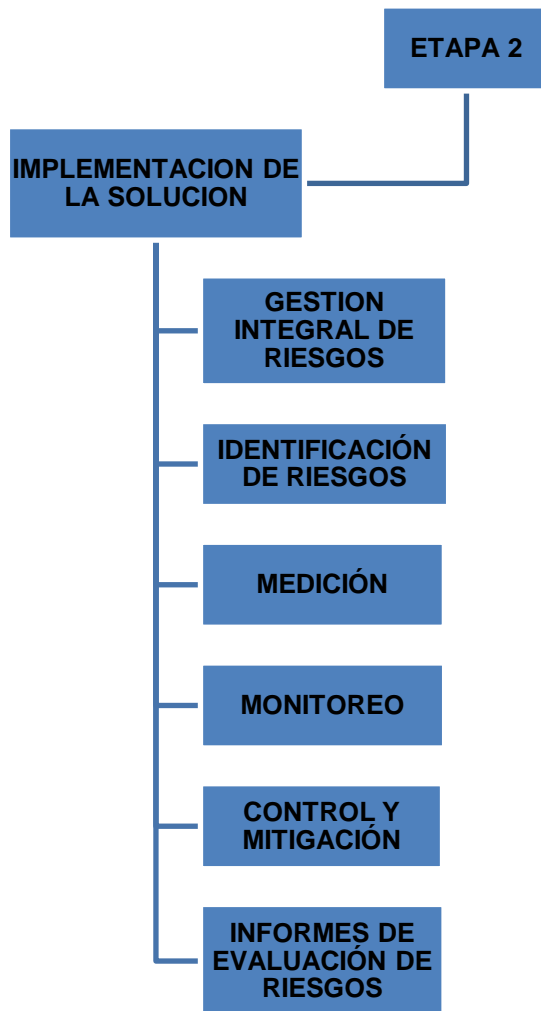 ETAPA 2
IMPLEMENTACION DE
LA SOLUCION
GESTION
INTEGRAL DE
RIESGOS
IDENTIFICACIÓN
DE RIESGOS
MEDICIÓN
MONITOREO
CONTROL Y
MITIGACIÓN
INFORMES DE
EVALUACIÓN DE
RIESGOS